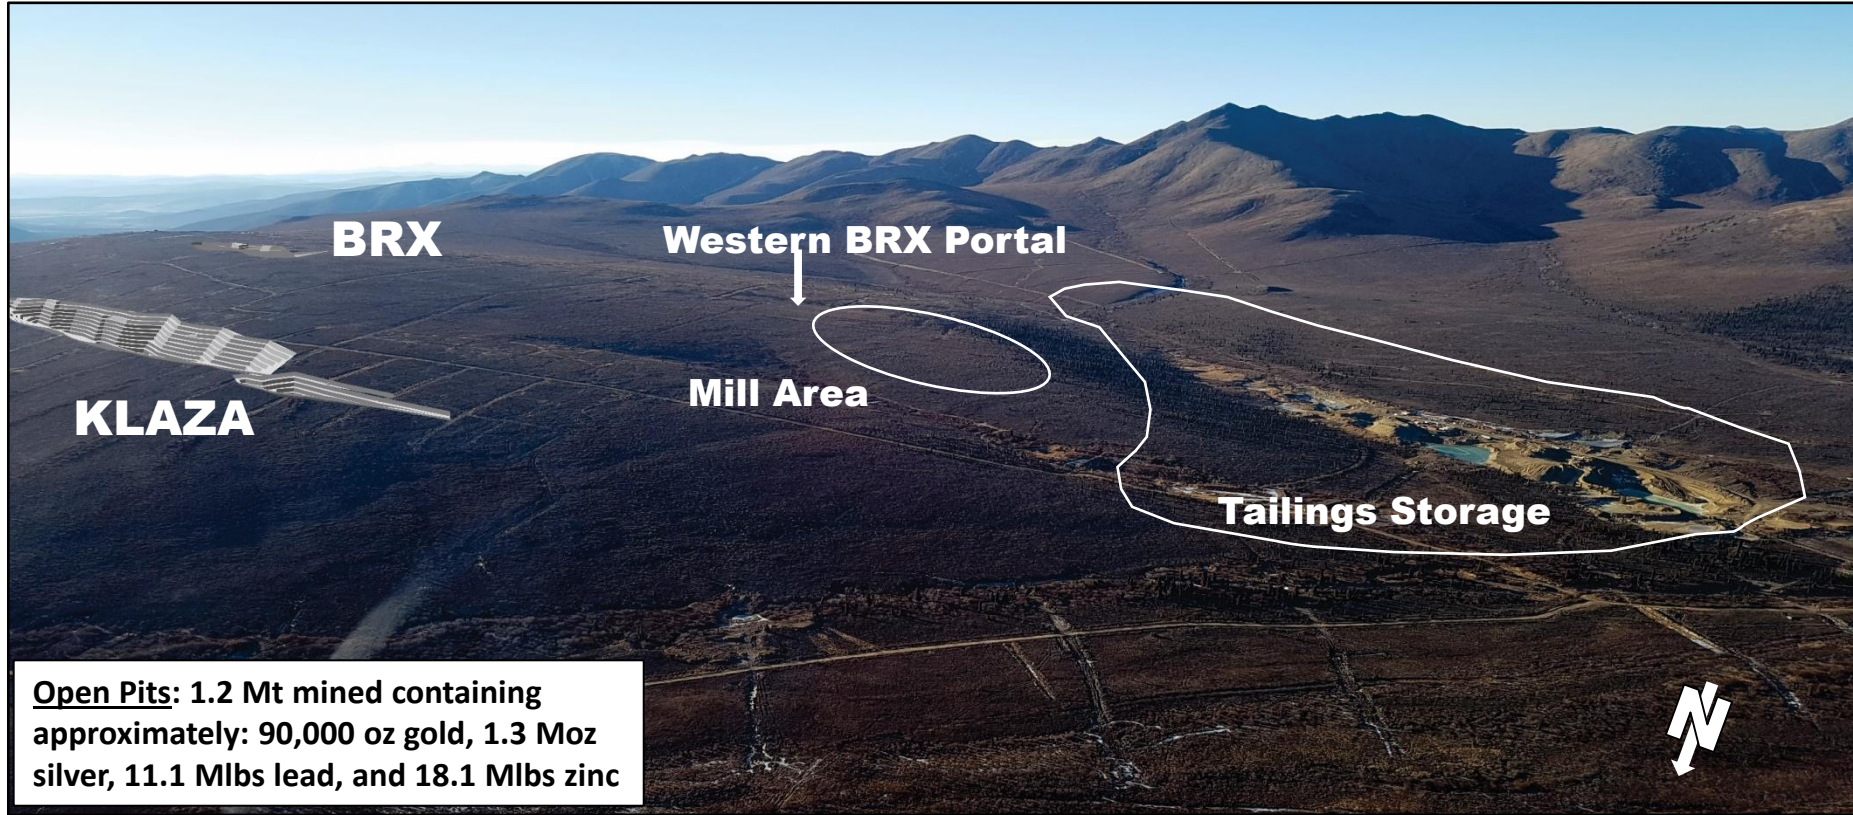 BRX
Western BRX Portal
KLAZA
Mill Area
Tailings Storage
Open Pits: 1.2 Mt mined containing
approximately: 90,000 oz gold, 1.3 Moz
silver, 11.1 Mlbs lead, and 18.1 Mlbs zinc
N